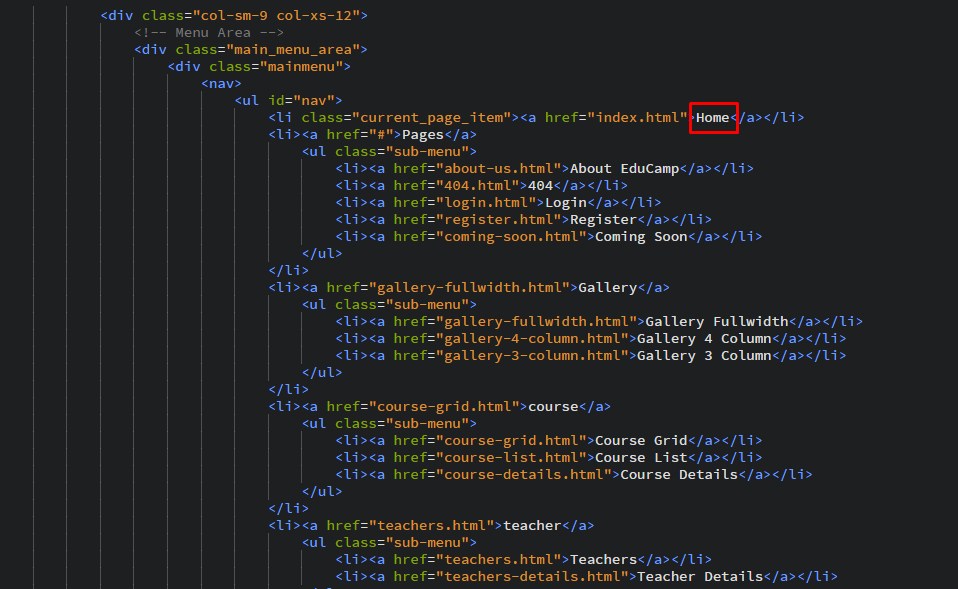 <div class="col-sm-9 col-xs-12">
<!-- Menu Area -->
<div class="main_menu_area">
<div class="mainmenu">
<nav>
<ul id="nav">
<li class="current_page_item"><a href="index.html">Home</a></li>
<li><a href="#">Pages</a>
<ul class="sub-menu">
<li><a href="about-us.html">About EduCamp</a></li>
<li><a href="404.html">404</a></li>
<li><a href="login.html">Login</a></li>
<li><a href="register.html">Register</a></li>
<li><a href="coming-soon.html">Coming Soon</a></li>
</ul>
</li>
<li><a href="gallery-fullwidth.html">Gallery</a>
<ul class="sub-menu">
<li><a href="gallery-fullwidth.html">Gallery Fullwidth</a></li>
<li><a href="gallery-4-column.html">Gallery 4 Column</a></li>
<li><a href="gallery-3-column.html">Gallery 3 Column</a></li>
</ul>
</li>
<li><a href="course-grid.html">course</a>
<ul class="sub-menu">
<li><a href="course-grid.html">Course Grid</a></li>
<li><a href="course-list.html">Course List</a></li>
<li><a href="course-details.html">Course Details</a></li>
</ul>
</li>
<li><a href="teachers.html">teacher</a>
<ul class="sub-menu">
<li><a href="teachers.html">Teachers</a></li>
<li><a href="teachers-details.html">Teacher Details</a></li>